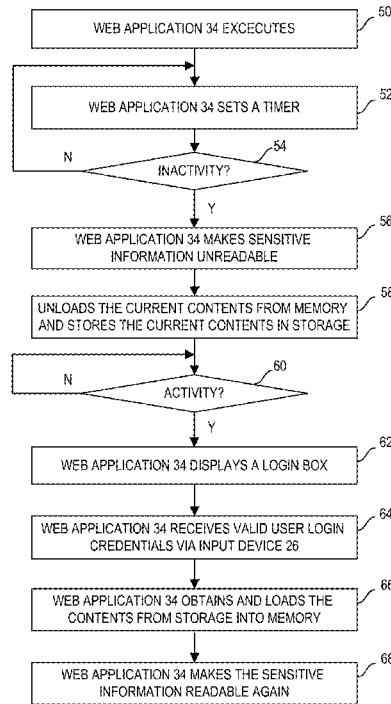 50
WEB APPLICATION 34 EXCECUTES
52
WEB APPLICATION 34 SETS A TIMER
54
N
INACTIVITY?
Y
56
WEB APPLICATION 34 MAKES SENSITIVE
INFORMATION UNREADABLE
58
UNLOADS THE CURRENT CONTENTS FROM MEMORY
AND STORES THE CURRENT CONTENTS IN STORAGE
60
N
ACTIVITY?
Y
62
WEB APPLICATION 34 DISPLAYS A LOGIN BOX
64
WEB APPLICATION 34 RECEIVES VALID USER LOGIN
CREDENTIALS VIA INPUT DEVICE 26
66
WEB APPLICATION 34 OBTAINS AND LOADS THE
CONTENTS FROM STORAGE INTO MEMORY
68
WEB APPLICATION 34 MAKES THE SENSITIVE
INFORMATION READABLE AGAIN